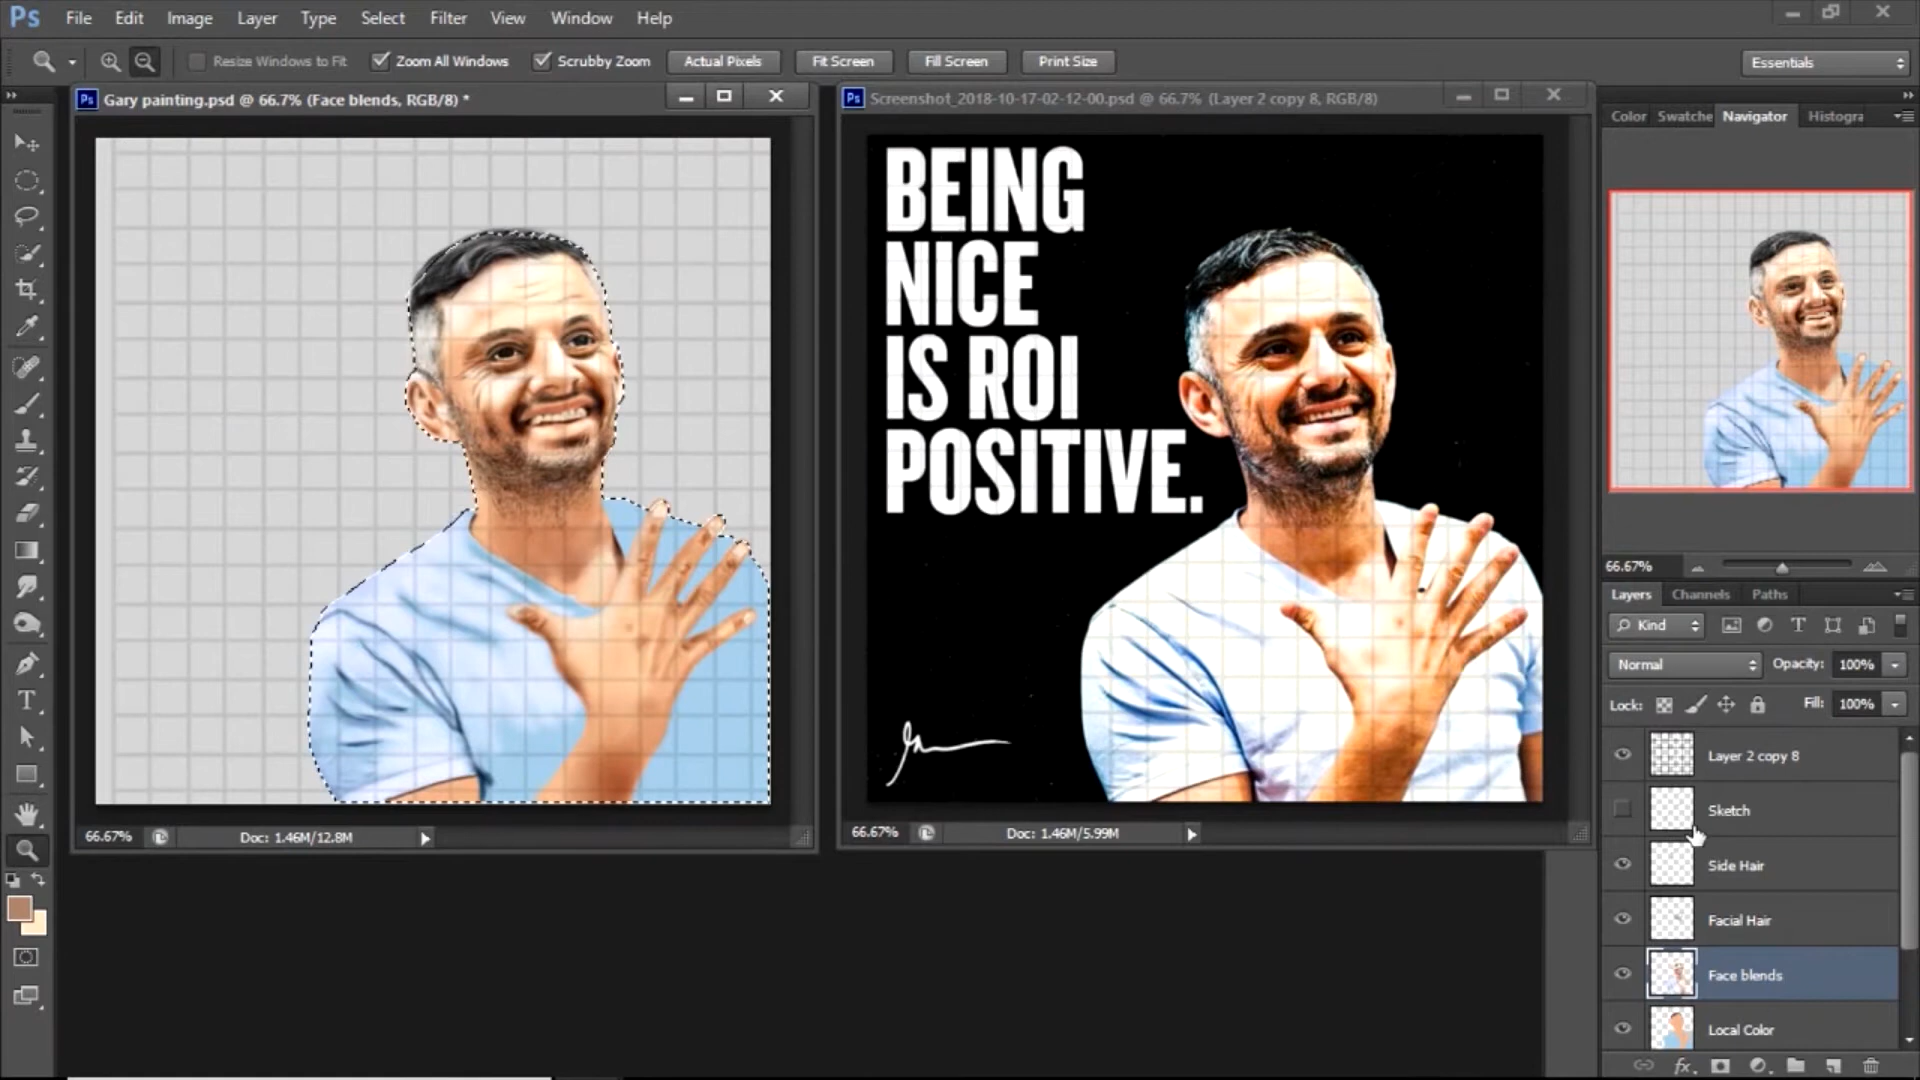 Ps File Edit Image Layer Type Select Filter View Window Help
Resize Windows to Fit Zoom All Windows Scrubby Zoom Actual Pixels Fit Screen Fill Screen Print Size Essentials
Ps Gary painting.psd @ 66.7% (Face blends, RGB/8) *
Ps Screenshot_2018-10-17-02-12-00.psd @ 66.7% (Layer 2 copy 8, RGB/8)
Color Swatche Navigator Histogra
BEING
NICE
IS ROI
POSITIVE.
66.67% Doc: 1.46M/12.8M
66.67% Doc: 1.46M/5.99M
66.67%
Layers Channels Paths
Kind
Normal Opacity: 100%
Lock: Fill: 100%
Layer 2 copy 8
Sketch
Side Hair
Facial Hair
Face blends
Local Color
fx